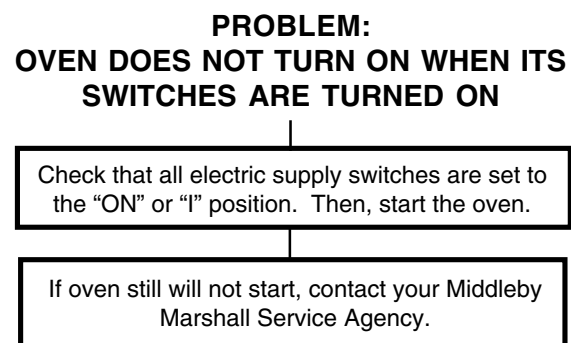 PROBLEM:
OVEN DOES NOT TURN ON WHEN ITS
SWITCHES ARE TURNED ON
Check that all electric supply switches are set to
the “ON” or “I” position.  Then, start the oven.
If oven still will not start, contact your Middleby
Marshall Service Agency.